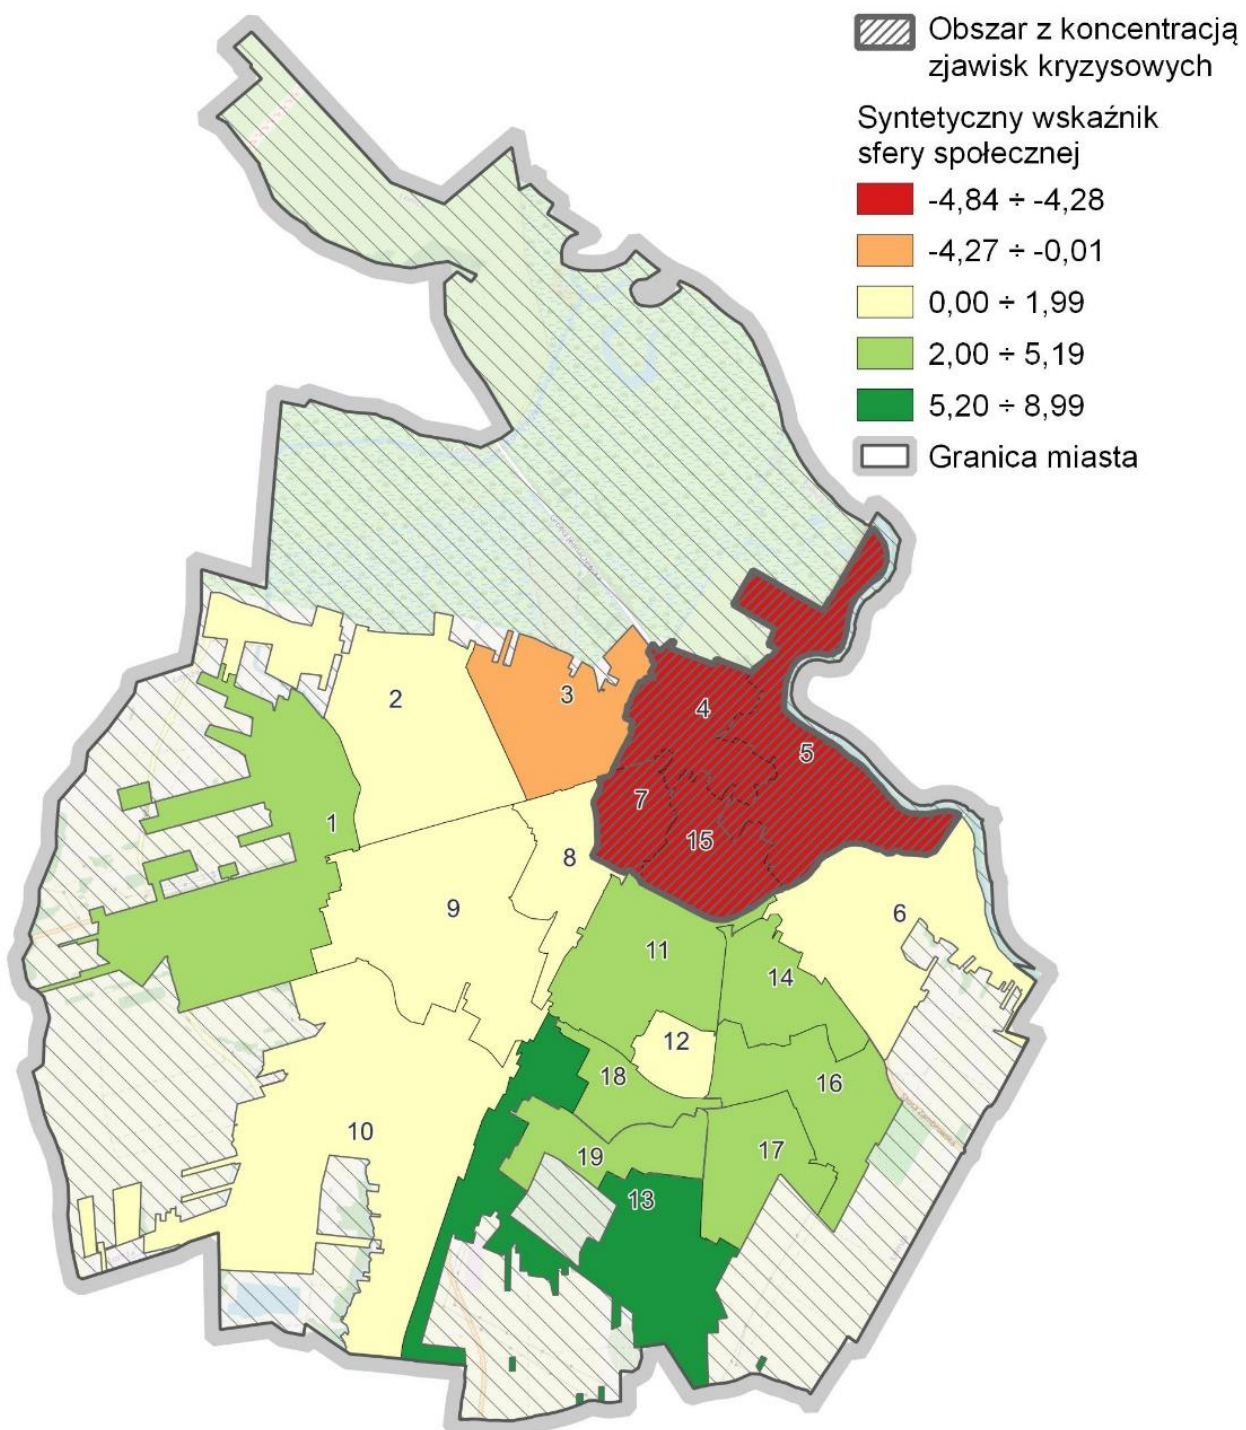 Obszar z koncentracją
zjawisk kryzysowych
Syntetyczny wskaźnik
sfery społecznej
-4,84 ÷ -4,28
-4,27 ÷ -0,01
0,00 ÷ 1,99
2,00 ÷ 5,19
5,20 ÷ 8,99
Granica miasta
3
2
4
5
7
1
15
8
9
6
11
14
12
18
16
10
17
19
13